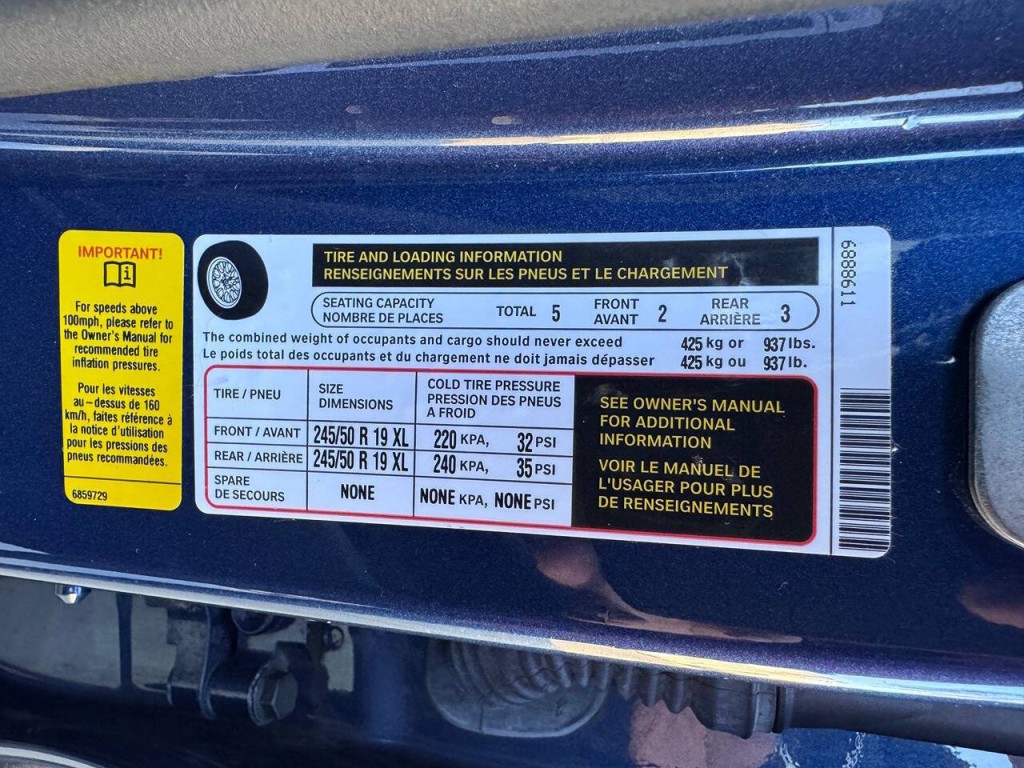 IMPORTANT!
For speeds above
100mph, please refer to
the Owner's Manual for
recommended tire
inflation pressures.
Pour les vitesses
au-dessus de 160
km/h, faites référence à
la notice d'utilisation
pour les pressions des
pneus recommandées.
6859729
TIRE AND LOADING INFORMATION
RENSEIGNEMENTS SUR LES PNEUS ET LE CHARGEMENT
SEATING CAPACITY
NOMBRE DE PLACES
TOTAL 5
FRONT
AVANT 2
REAR
ARRIÈRE 3
The combined weight of occupants and cargo should never exceed 425 kg or 937 lbs.
Le poids total des occupants et du chargement ne doit jamais dépasser 425 kg ou 937 lb.
TIRE / PNEU
SIZE
DIMENSIONS
COLD TIRE PRESSURE
PRESSION DES PNEUS
A FROID
FRONT / AVANT 245/50 R 19 XL 220 KPA, 32 PSI
REAR / ARRIÈRE 245/50 R 19 XL 240 KPA, 35 PSI
SPARE
DE SECOURS
NONE NONE KPA, NONE PSI
SEE OWNER'S MANUAL
FOR ADDITIONAL
INFORMATION
VOIR LE MANUEL DE
L'USAGER POUR PLUS
DE RENSEIGNEMENTS
6888611